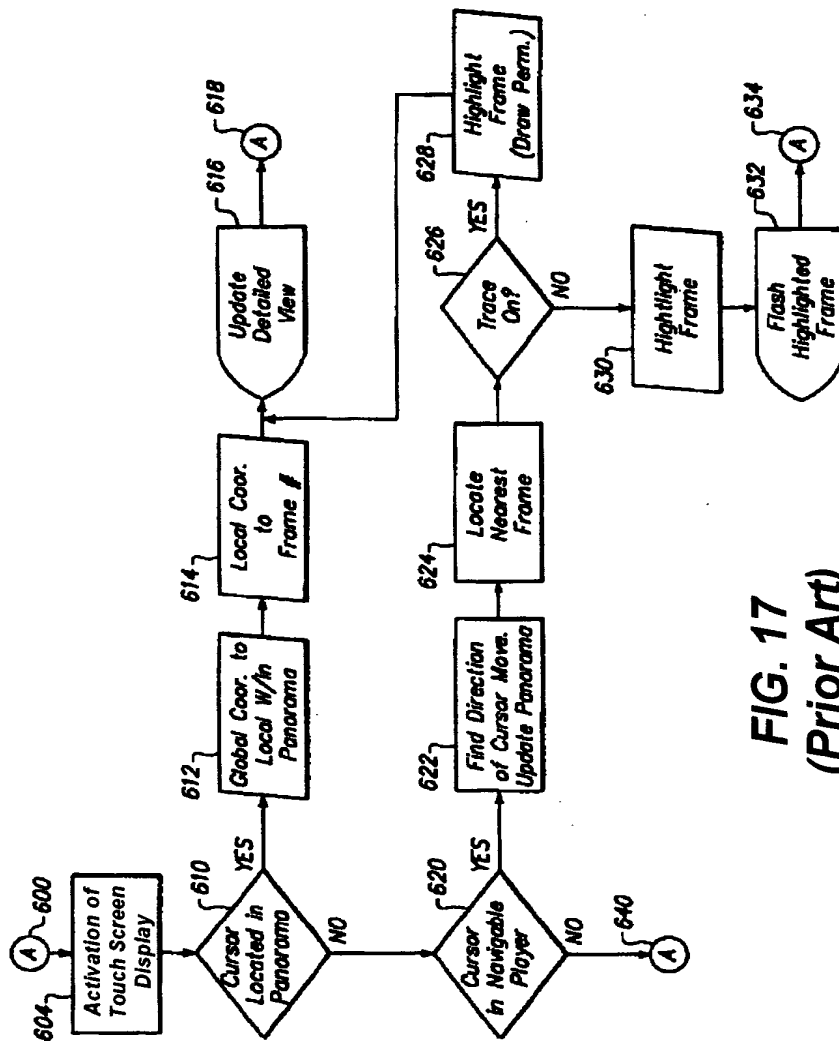 600
A
604
Activation of
Touch Screen
Display
610
Cursor
Located in
Panorama
YES
NO
612
Global Coor. to
Local W/in
Panorama
614
Local Coor.
to
Frame #
616
Update
Detailed
View
618
A
620
Cursor
in Navigable
Player
YES
NO
622
Find Direction
of Cursor Move.
Update Panorama
624
Locate
Nearest
Frame
626
Trace
On?
YES
NO
628
Highlight
Frame
(Draw Perm.)
630
Hightlight
Frame
632
Flash
Highlighted
Frame
634
A
640
A
FIG. 17
(Prior Art)